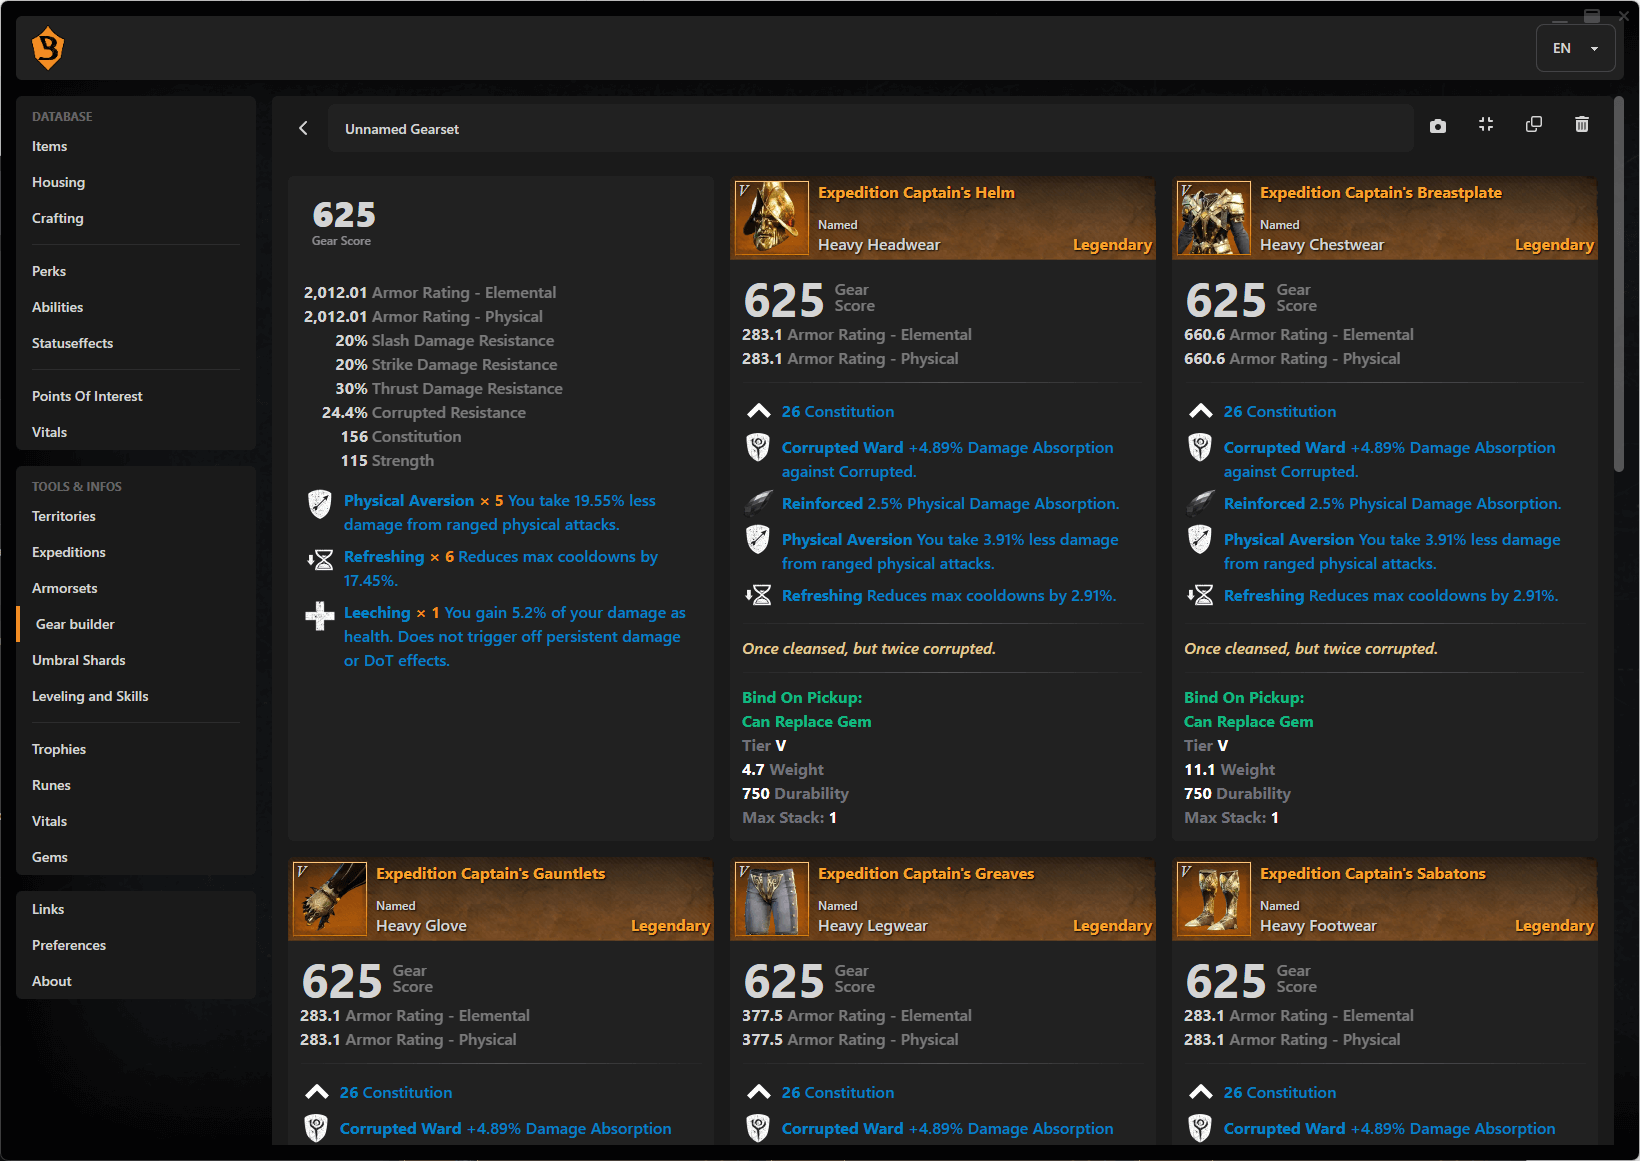 B
EN
DATABASE
Items
Housing
Crafting
Perks
Abilities
Statuseffects
Points Of Interest
Vitals
TOOLS & INFOS
Territories
Expeditions
Armorsets
Gear builder
Umbral Shards
Leveling and Skills
Trophies
Runes
Vitals
Gems
Links
Preferences
About
Unnamed Gearset
625
Gear Score
2,012.01 Armor Rating - Elemental
2,012.01 Armor Rating - Physical
20% Slash Damage Resistance
20% Strike Damage Resistance
30% Thrust Damage Resistance
24.4% Corrupted Resistance
156 Constitution
115 Strength
Physical Aversion × 5 You take 19.55% less
damage from ranged physical attacks.
Refreshing × 6 Reduces max cooldowns by
17.45%.
Leeching × 1 You gain 5.2% of your damage as
health. Does not trigger off persistent damage
or DoT effects.
V
Expedition Captain's Helm
Named
Heavy Headwear
Legendary
625 Gear
Score
283.1 Armor Rating - Elemental
283.1 Armor Rating - Physical
26 Constitution
Corrupted Ward +4.89% Damage Absorption
against Corrupted.
Reinforced 2.5% Physical Damage Absorption.
Physical Aversion You take 3.91% less damage
from ranged physical attacks.
Refreshing Reduces max cooldowns by 2.91%.
Once cleansed, but twice corrupted.
Bind On Pickup:
Can Replace Gem
Tier V
4.7 Weight
750 Durability
Max Stack: 1
V
Expedition Captain's Breastplate
Named
Heavy Chestwear
Legendary
625 Gear
Score
660.6 Armor Rating - Elemental
660.6 Armor Rating - Physical
26 Constitution
Corrupted Ward +4.89% Damage Absorption
against Corrupted.
Reinforced 2.5% Physical Damage Absorption.
Physical Aversion You take 3.91% less damage
from ranged physical attacks.
Refreshing Reduces max cooldowns by 2.91%.
Once cleansed, but twice corrupted.
Bind On Pickup:
Can Replace Gem
Tier V
11.1 Weight
750 Durability
Max Stack: 1
V
Expedition Captain's Gauntlets
Named
Heavy Glove
Legendary
625 Gear
Score
283.1 Armor Rating - Elemental
283.1 Armor Rating - Physical
26 Constitution
Corrupted Ward +4.89% Damage Absorption
V
Expedition Captain's Greaves
Named
Heavy Legwear
Legendary
625 Gear
Score
377.5 Armor Rating - Elemental
377.5 Armor Rating - Physical
26 Constitution
Corrupted Ward +4.89% Damage Absorption
V
Expedition Captain's Sabatons
Named
Heavy Footwear
Legendary
625 Gear
Score
283.1 Armor Rating - Elemental
283.1 Armor Rating - Physical
26 Constitution
Corrupted Ward +4.89% Damage Absorption